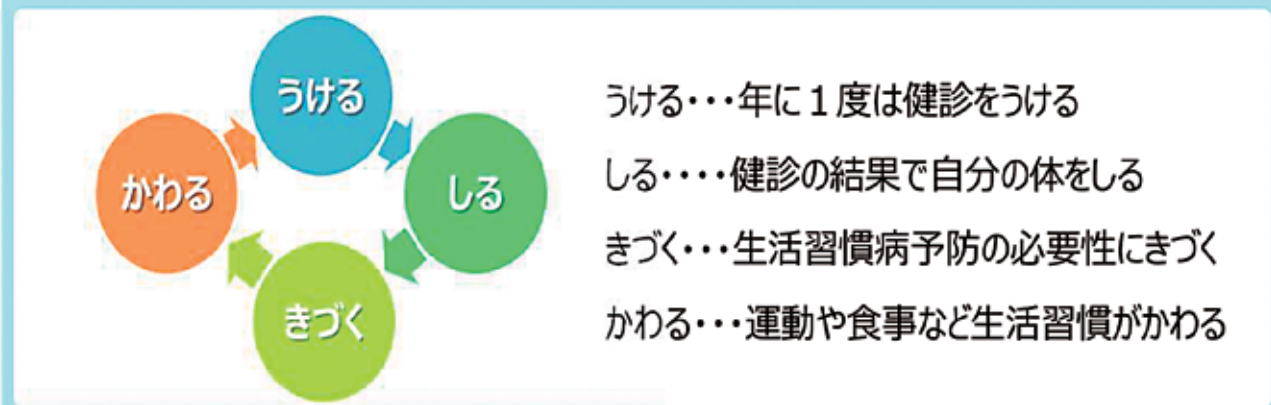 うける
しる
きづく
かわる
うける・・・年に１度は健診をうける
しる・・・・健診の結果で自分の体をしる
きづく・・・生活習慣病予防の必要性にきづく
かわる・・・運動や食事など生活習慣がかわる